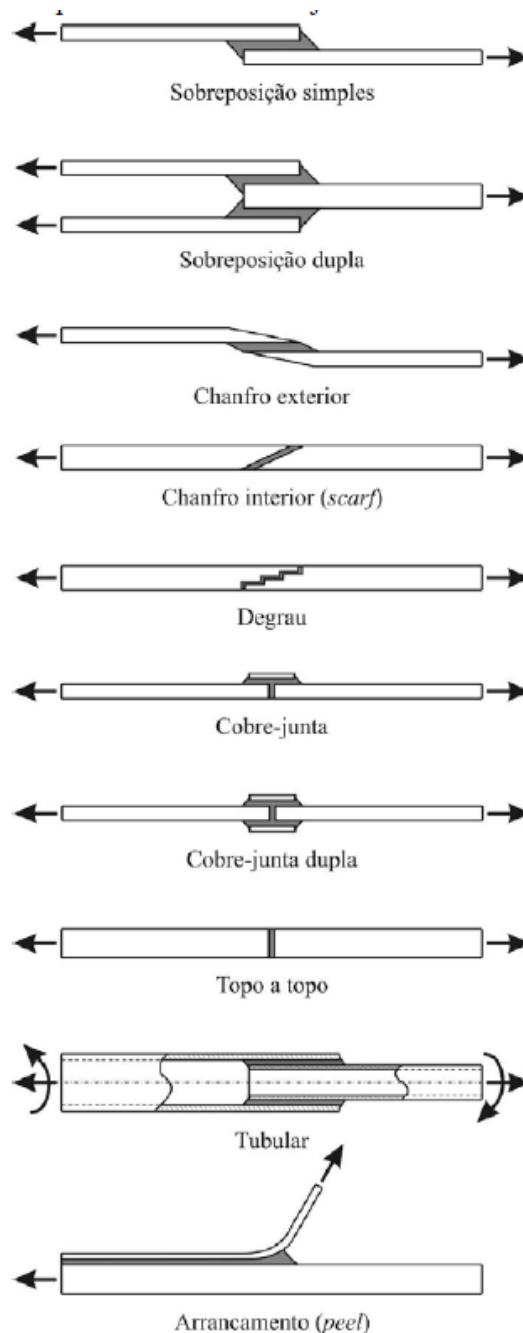 Sobreposição simples
Sobreposição dupla
Chanfro exterior
Chanfro interior (scarf)
Degrau
Cobre-junta
Cobre-junta dupla
Topo a topo
Tubular
Arrancamento (peel)